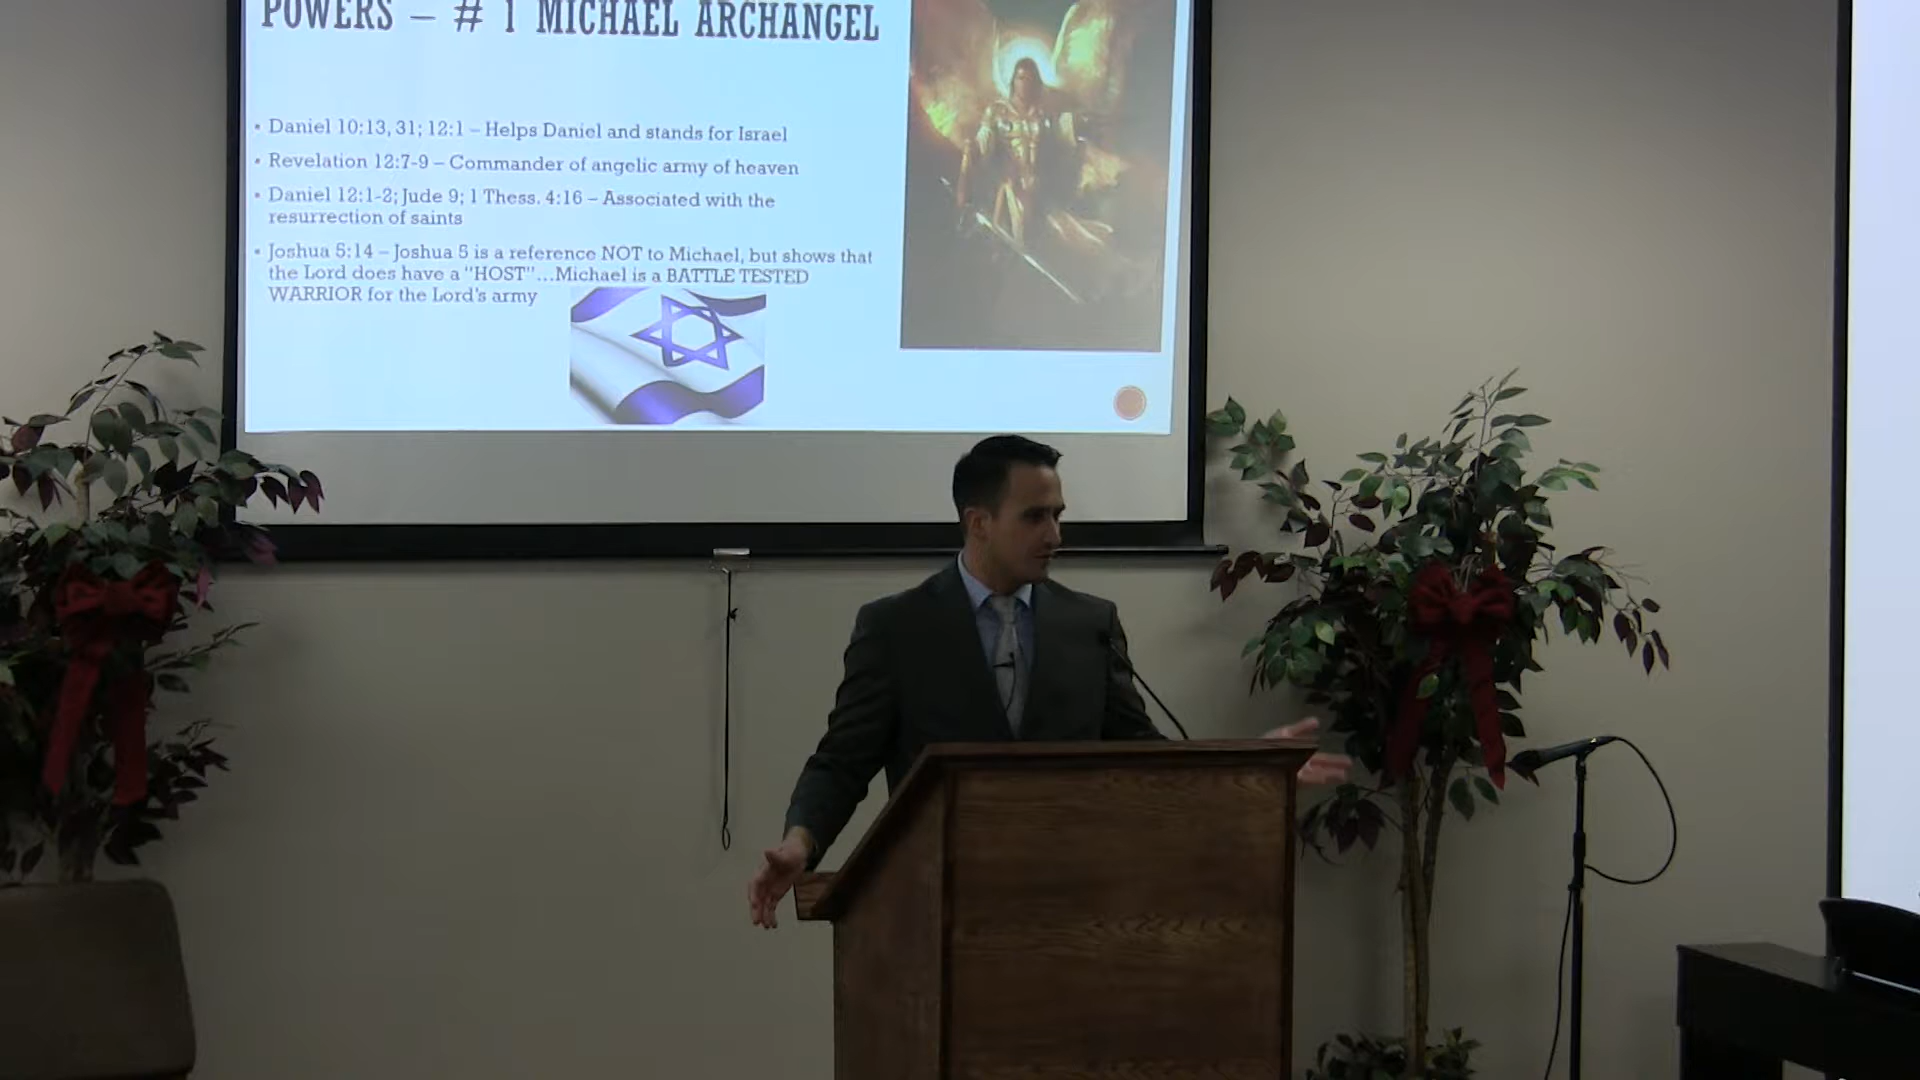 POWERS – # 1 MICHAEL ARCHANGEL
▪ Daniel 10:13, 31; 12:1 – Helps Daniel and stands for Israel
▪ Revelation 12:7-9 – Commander of angelic army of heaven
▪ Daniel 12:1-2; Jude 9; 1 Thess. 4:16 – Associated with the
resurrection of saints
▪ Joshua 5:14 – Joshua 5 is a reference NOT to Michael, but shows that
the Lord does have a "HOST"…Michael is a BATTLE TESTED
WARRIOR for the Lord's army